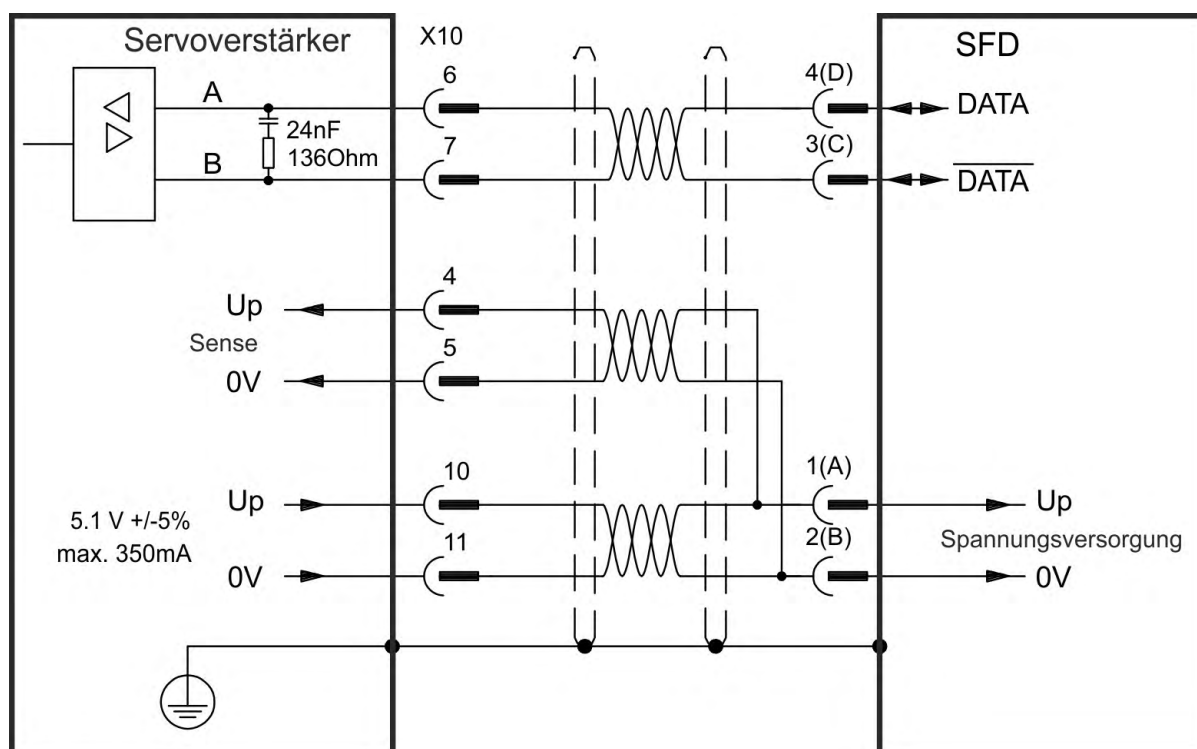 Servoverstärker
X10
SFD
A
6
4(D)
DATA
24nF
136Ohm
7
3(C)
B
DATA
4
Up
Sense
5
0V
10
1(A)
Up
Up
5.1 V +/-5%
max. 350mA
11
2(B)
Spannungsversorgung
0V
0V